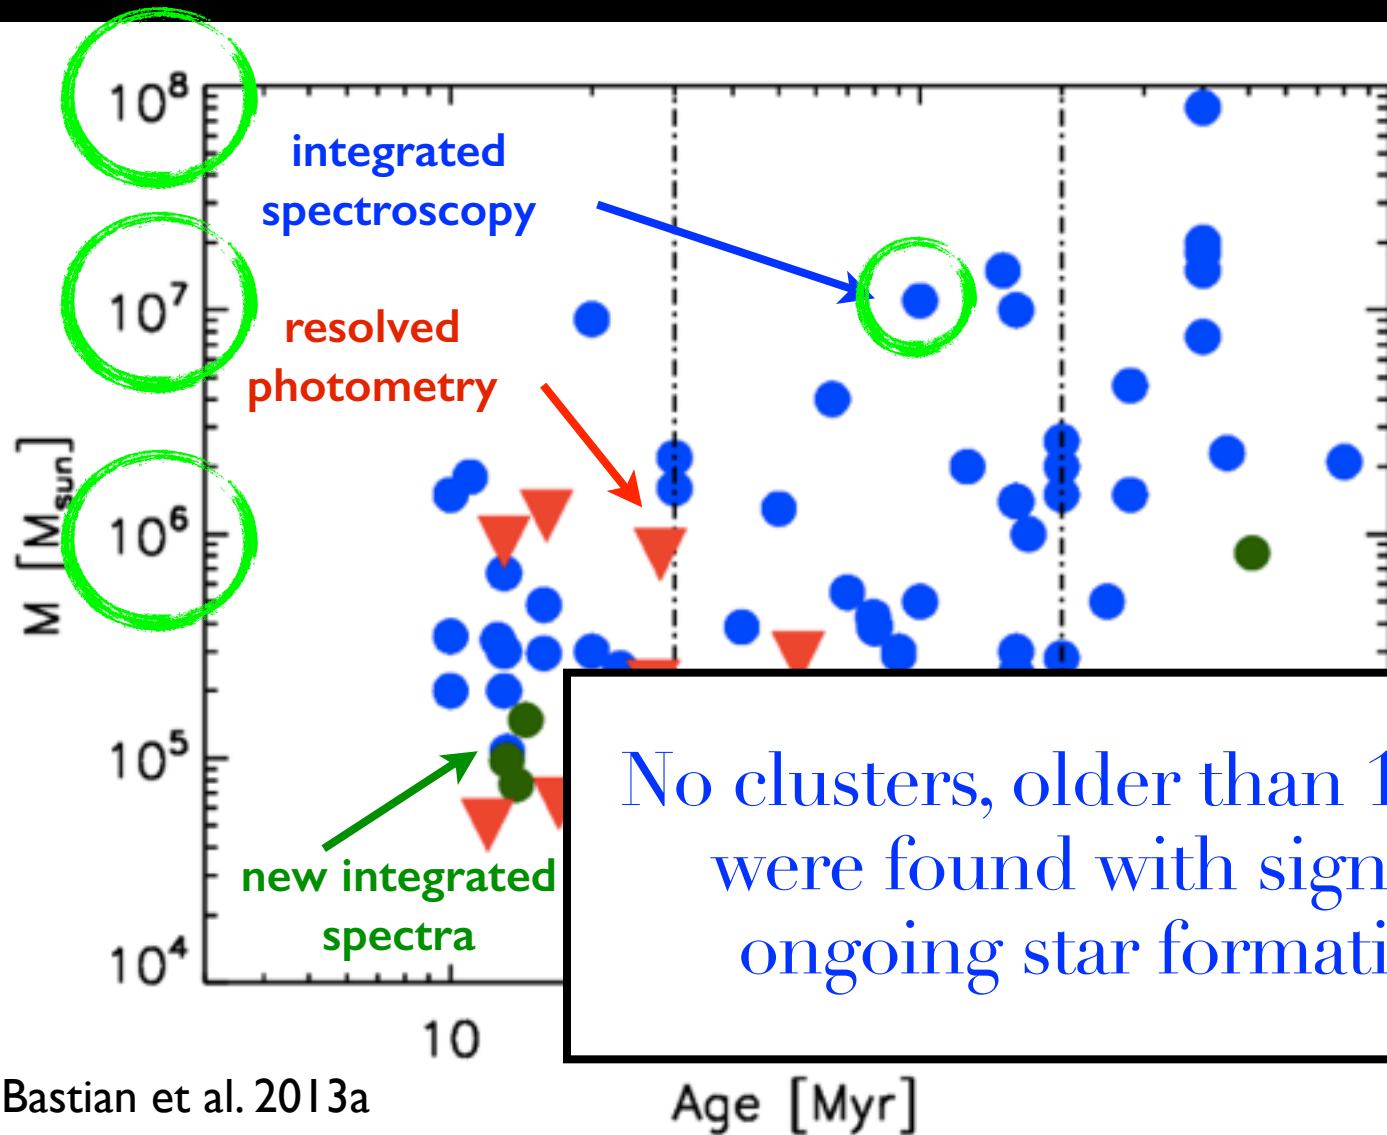 10⁸
integrated
spectroscopy
10⁷
resolved
photometry
M [M_sun]
10⁶
10⁵
new integrated
spectra
10⁴
No clusters, older than 1
were found with sign
ongoing star formati
10
Bastian et al. 2013a
Age [Myr]